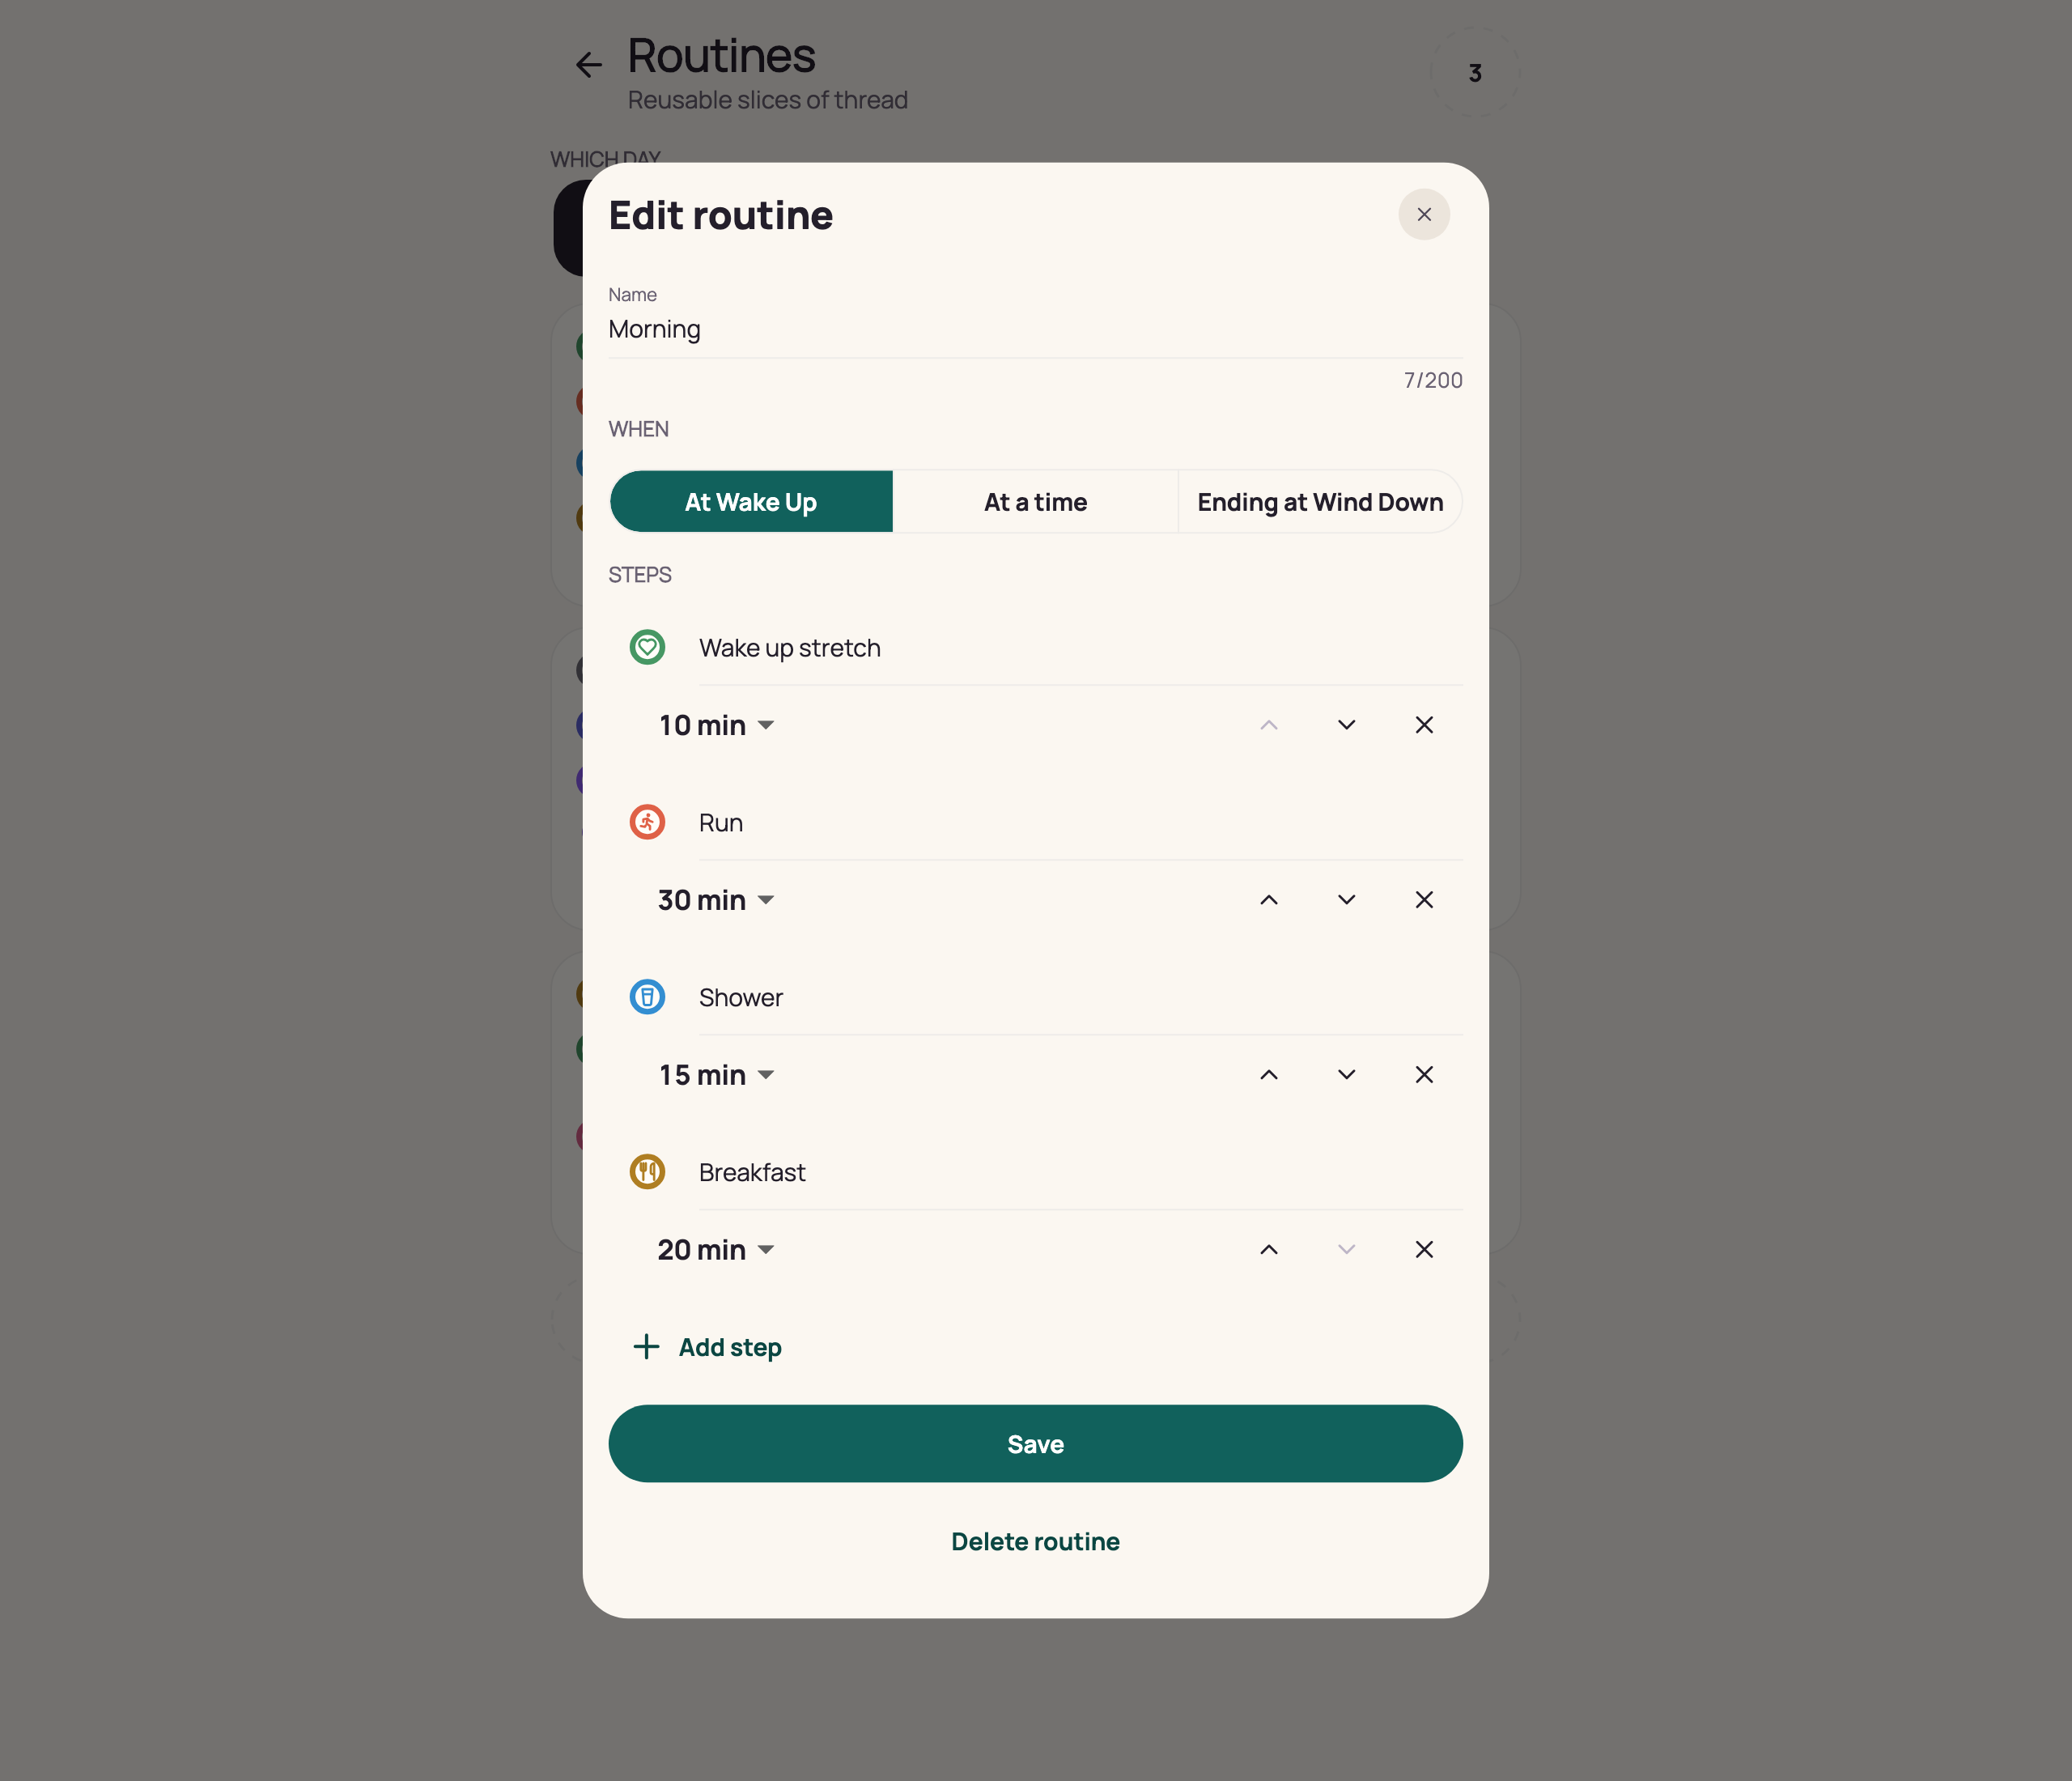 Routines
Reusable slices of thread
3
WHICH DAY
Edit routine
Name
Morning
7/200
WHEN
At Wake Up
At a time
Ending at Wind Down
STEPS
Wake up stretch
10 min
Run
30 min
Shower
15 min
Breakfast
20 min
Add step
Save
Delete routine